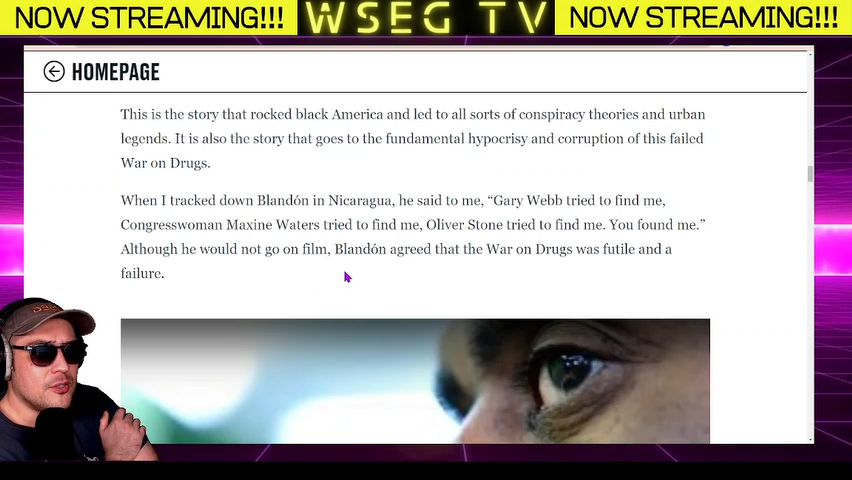 NOW STREAMING!!! WSEG TV NOW STREAMING!!!
HOMEPAGE
This is the story that rocked black America and led to all sorts of conspiracy theories and urban
legends. It is also the story that goes to the fundamental hypocrisy and corruption of this failed
War on Drugs.
When I tracked down Blandón in Nicaragua, he said to me, “Gary Webb tried to find me,
Congresswoman Maxine Waters tried to find me, Oliver Stone tried to find me. You found me.”
Although he would not go on film, Blandón agreed that the War on Drugs was futile and a
failure.